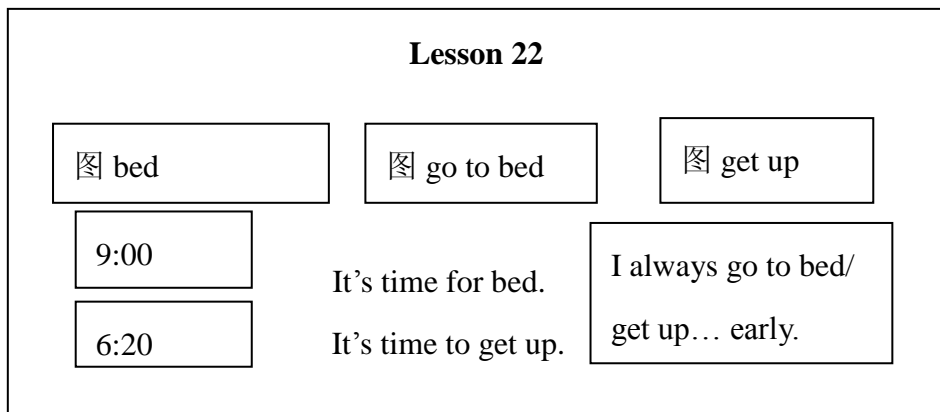 Lesson 22
图 bed
图 go to bed
图 get up
9:00
6:20
It’s time for bed.
It’s time to get up.
I always go to bed/
get up… early.